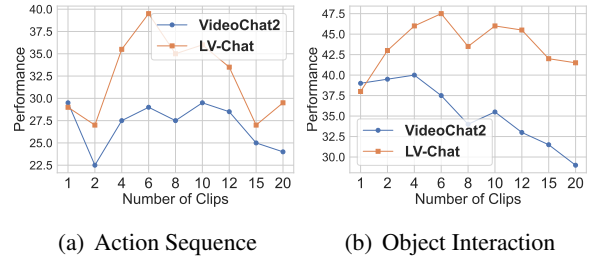 40.0
37.5
35.0
32.5
30.0
27.5
25.0
22.5
Performance
VideoChat2
LV-Chat
1 2 4 6 8 10 12 15 20
Number of Clips
(a) Action Sequence
47.5
45.0
42.5
40.0
37.5
35.0
32.5
30.0
Performance
VideoChat2
LV-Chat
1 2 4 6 8 10 12 15 20
Number of Clips
(b) Object Interaction